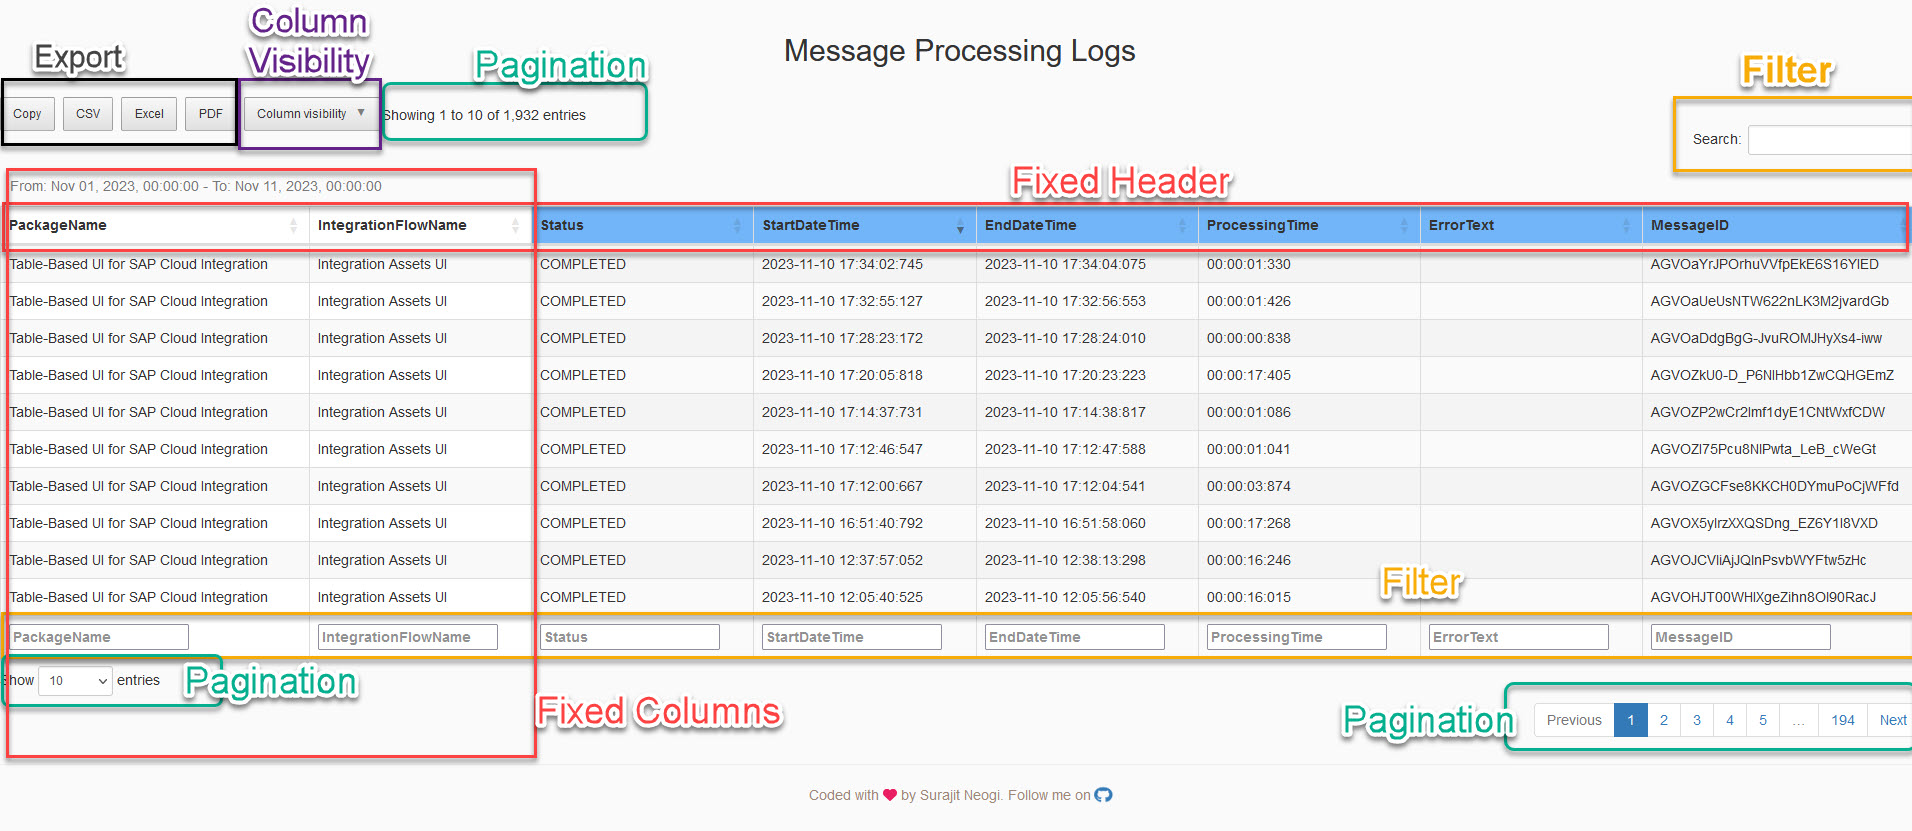 Export
Column
Visibility
Pagination
Message Processing Logs
Filter
Copy CSV Excel PDF Column visibility Showing 1 to 10 of 1,932 entries
Search:
From: Nov 01, 2023, 00:00:00 - To: Nov 11, 2023, 00:00:00
Fixed Header
PackageName IntegrationFlowName Status StartDateTime EndDateTime ProcessingTime ErrorText MessageID
Table-Based UI for SAP Cloud Integration Integration Assets UI COMPLETED 2023-11-10 17:34:02:745 2023-11-10 17:34:04:075 00:00:01:330 AGVOaYrJPOrhuVVfpEkE6S16YlED
Table-Based UI for SAP Cloud Integration Integration Assets UI COMPLETED 2023-11-10 17:32:55:127 2023-11-10 17:32:56:553 00:00:01:426 AGVOaUeUsNTW622nLK3M2jvardGb
Table-Based UI for SAP Cloud Integration Integration Assets UI COMPLETED 2023-11-10 17:28:23:172 2023-11-10 17:28:24:010 00:00:00:838 AGVOaDdgBgG-JvuROMJHyXs4-iww
Table-Based UI for SAP Cloud Integration Integration Assets UI COMPLETED 2023-11-10 17:20:05:818 2023-11-10 17:20:23:223 00:00:17:405 AGVOZkU0-D_P6NlHbb1ZwCQHGEmZ
Table-Based UI for SAP Cloud Integration Integration Assets UI COMPLETED 2023-11-10 17:14:37:731 2023-11-10 17:14:38:817 00:00:01:086 AGVOZP2wCr2lmf1dyE1CNtWxfCDW
Table-Based UI for SAP Cloud Integration Integration Assets UI COMPLETED 2023-11-10 17:12:46:547 2023-11-10 17:12:47:588 00:00:01:041 AGVOZl75Pcu8NlPwta_LeB_cWeGt
Table-Based UI for SAP Cloud Integration Integration Assets UI COMPLETED 2023-11-10 17:12:00:667 2023-11-10 17:12:04:541 00:00:03:874 AGVOZGCFse8KKCH0DYmuPoCjWFfd
Table-Based UI for SAP Cloud Integration Integration Assets UI COMPLETED 2023-11-10 16:51:40:792 2023-11-10 16:51:58:060 00:00:17:268 AGVOX5ylrzXXQSDng_EZ6Y1l8VXD
Table-Based UI for SAP Cloud Integration Integration Assets UI COMPLETED 2023-11-10 12:37:57:052 2023-11-10 12:38:13:298 00:00:16:246 AGVOJCVliAjJQlnPsvbWYFtw5zHc
Filter
Table-Based UI for SAP Cloud Integration Integration Assets UI COMPLETED 2023-11-10 12:05:40:525 2023-11-10 12:05:56:540 00:00:16:015 AGVOHJT00WHlXgeZihn8Ol90RacJ
PackageName IntegrationFlowName Status StartDateTime EndDateTime ProcessingTime ErrorText MessageID
Show 10 entries
Pagination
Fixed Columns
Pagination
Previous 1 2 3 4 5 ... 194 Next
Coded with ❤ by Surajit Neogi. Follow me on